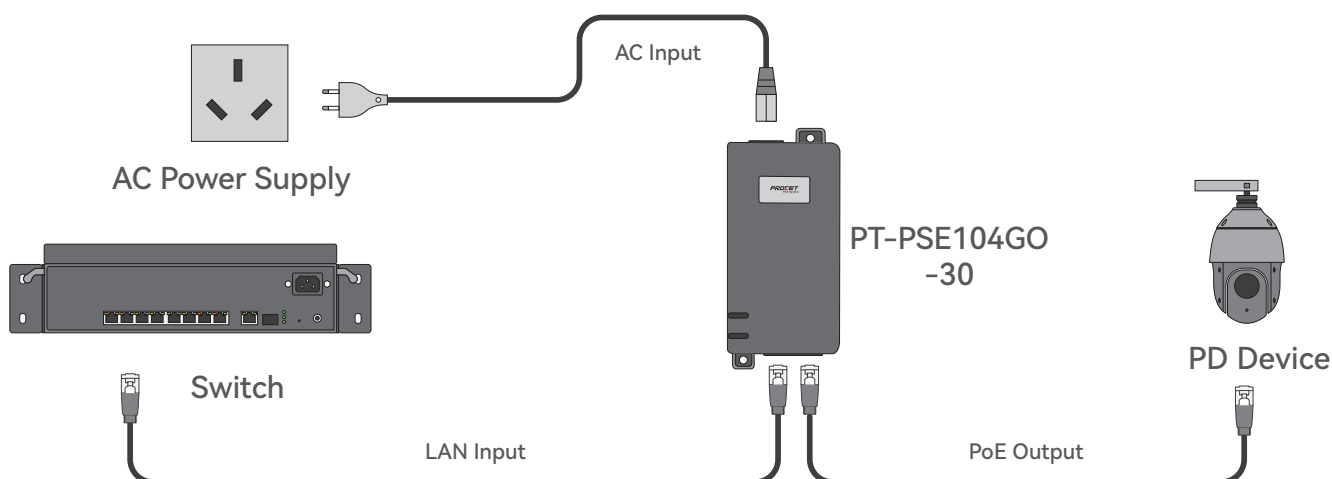 AC Input
AC Power Supply
PROCET
PT-PSE104GO
-30
PD Device
Switch
LAN Input
PoE Output